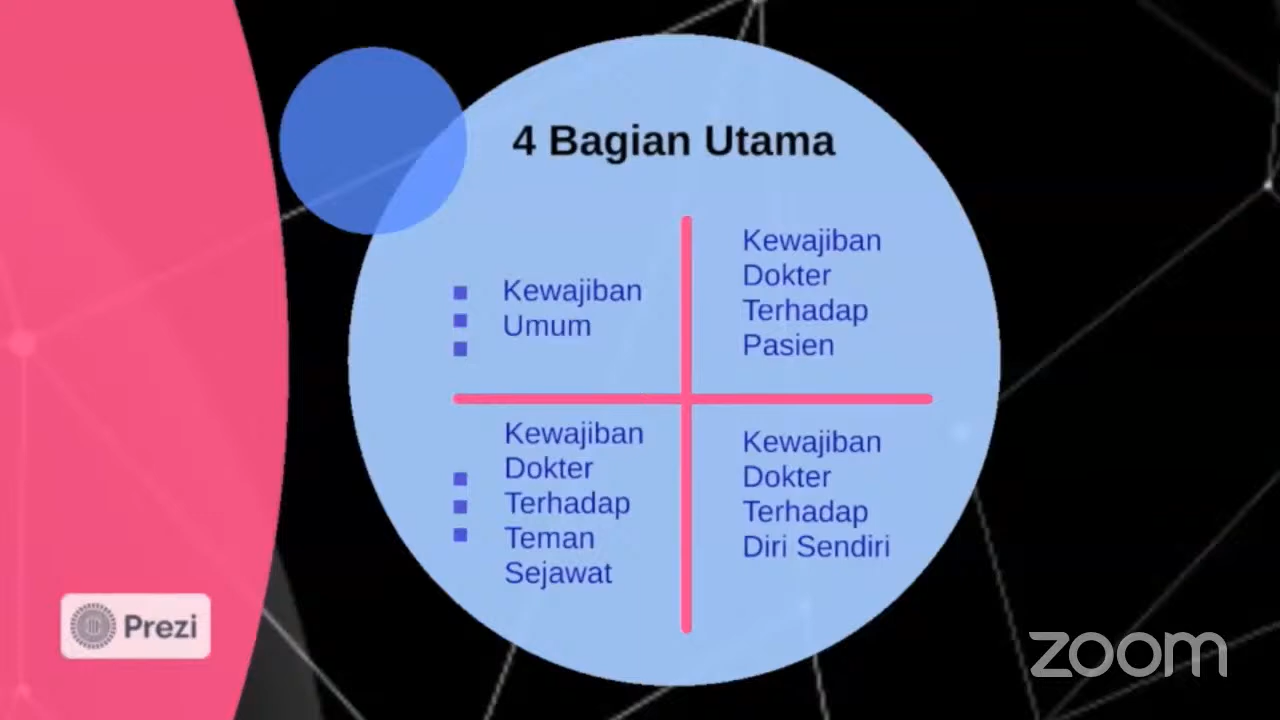 4 Bagian Utama
Kewajiban
Umum
Kewajiban
Dokter
Terhadap
Pasien
Kewajiban
Dokter
Terhadap
Teman
Sejawat
Kewajiban
Dokter
Terhadap
Diri Sendiri
Prezi
zoom